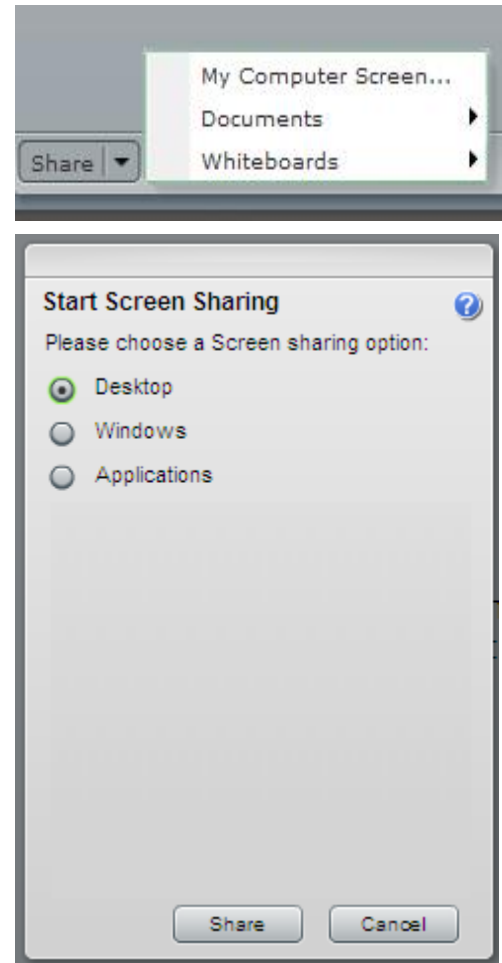 My Computer Screen...
Documents
Share
Whiteboards
Start Screen Sharing
?
Please choose a Screen sharing option:
Desktop
Windows
Applications
Share
Cancel